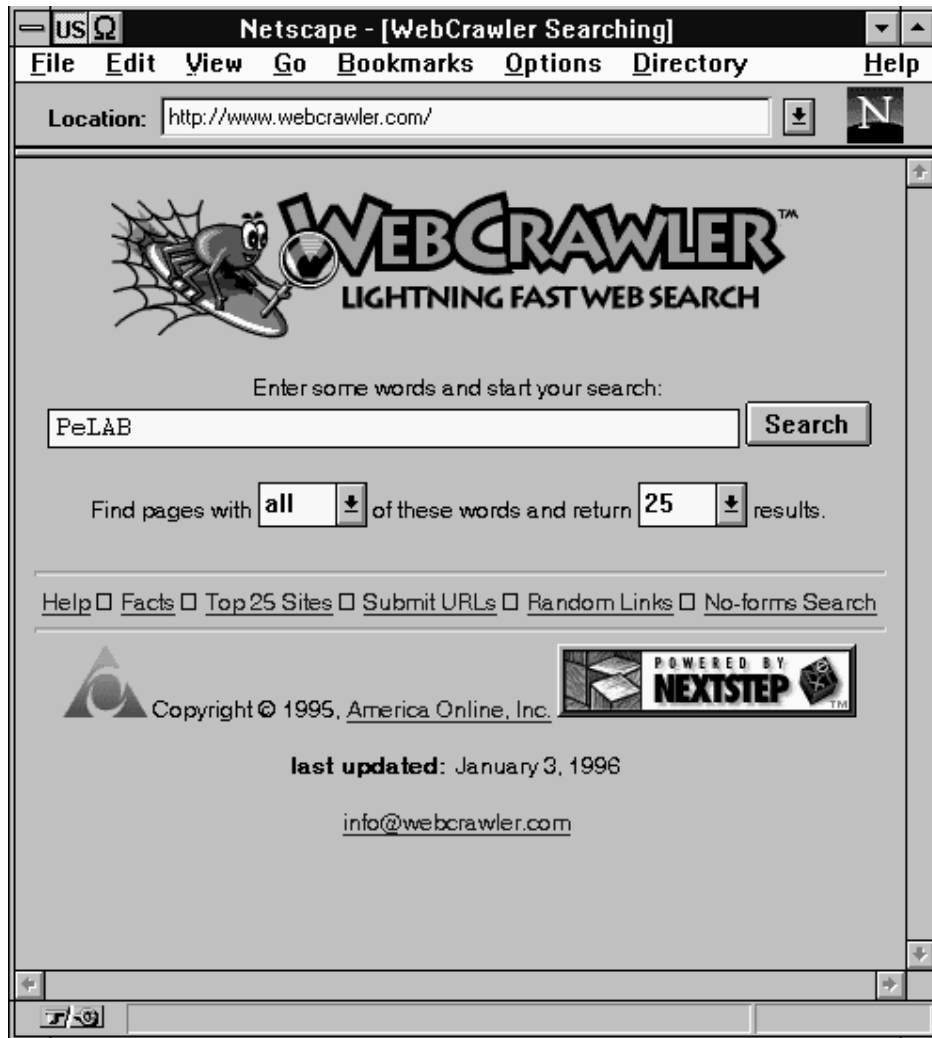 US Ω Netscape - [WebCrawler Searching]
File Edit View Go Bookmarks Options Directory Help
Location: http://www.webcrawler.com/ N
WEBCRAWLER™
LIGHTNING FAST WEB SEARCH
Enter some words and start your search:
PeLAB Search
Find pages with all of these words and return 25 results.
Help Facts Top 25 Sites Submit URLs Random Links No-forms Search
POWERED BY
NEXTSTEP TM
Copyright © 1995, America Online, Inc.
last updated: January 3, 1996
info@webcrawler.com